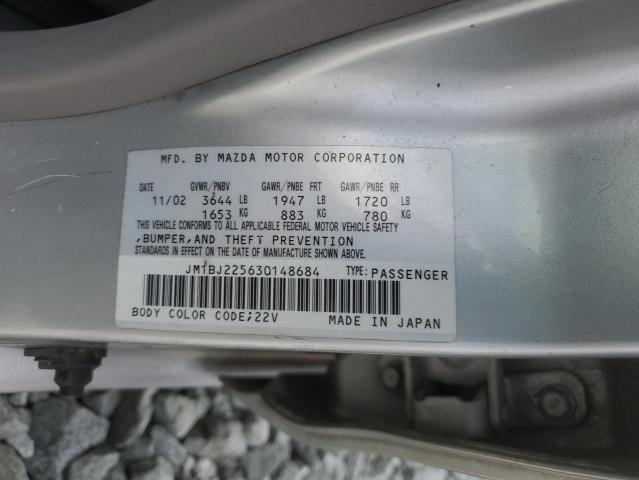 MFD. BY MAZDA MOTOR CORPORATION
DATE GVWR/PNBV GAWR/PNBE FRT GAWR/PNBE RR
11/02 3644 LB 1947 LB 1720 LB
1653 KG 883 KG 780 KG
THIS VEHICLE CONFORMS TO ALL APPLICABLE FEDERAL MOTOR VEHICLE SAFETY
,BUMPER,AND THEFT PREVENTION
STANDARDS IN EFFECT ON THE DATE OF MANUFACTURE SHOWN ABOVE.
JM1BJ225630148684 TYPE:PASSENGER
BODY COLOR CODE;22V MADE IN JAPAN